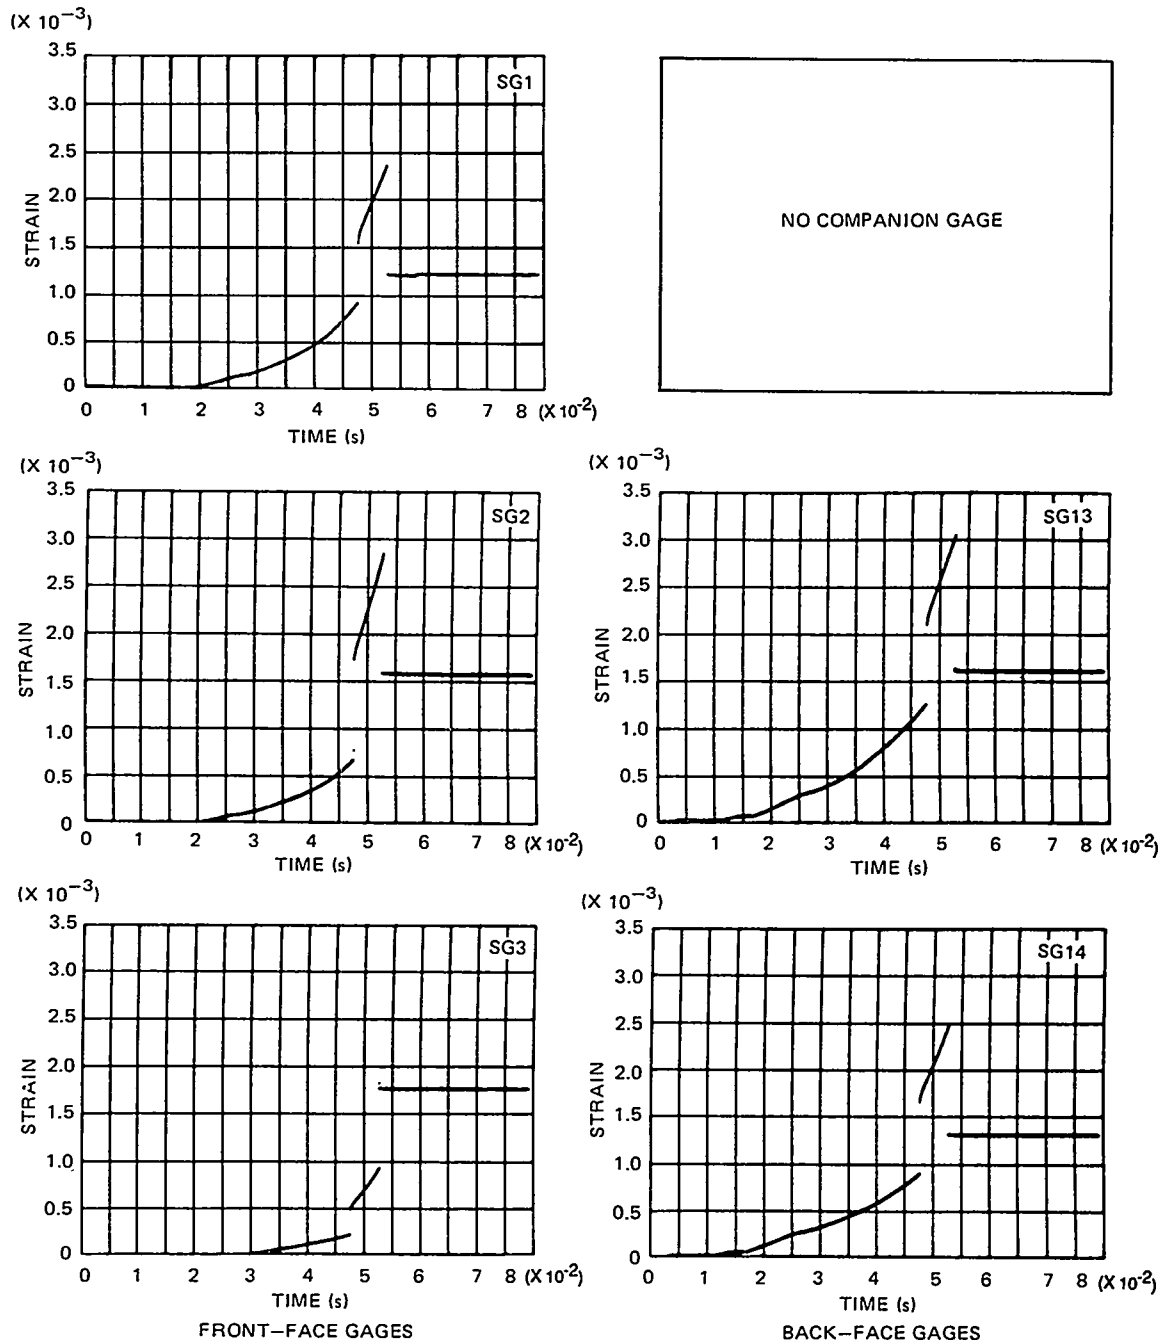 (X 10−3)
3.5
SG1
3.0
2.5
2.0
1.5
1.0
0.5
0
STRAIN
0 1 2 3 4 5 6 7 8 (X10-2)
TIME (s)
NO COMPANION GAGE
(X 10−3)
3.5
SG2
3.0
2.5
2.0
1.5
1.0
0.5
0
STRAIN
0 1 2 3 4 5 6 7 8 (X10-2)
TIME (s)
(X 10−3)
3.5
SG13
3.0
2.5
2.0
1.5
1.0
0.5
0
STRAIN
0 1 2 3 4 5 6 7 8 (X10-2)
TIME (s)
(X 10−3)
3.5
SG3
3.0
2.5
2.0
1.5
1.0
0.5
0
STRAIN
0 1 2 3 4 5 6 7 8 (X10-2)
TIME (s)
FRONT−FACE GAGES
(X 10−3)
3.5
SG14
3.0
2.5
2.0
1.5
1.0
0.5
0
STRAIN
0 1 2 3 4 5 6 7 8 (X10-2)
TIME (s)
BACK−FACE GAGES